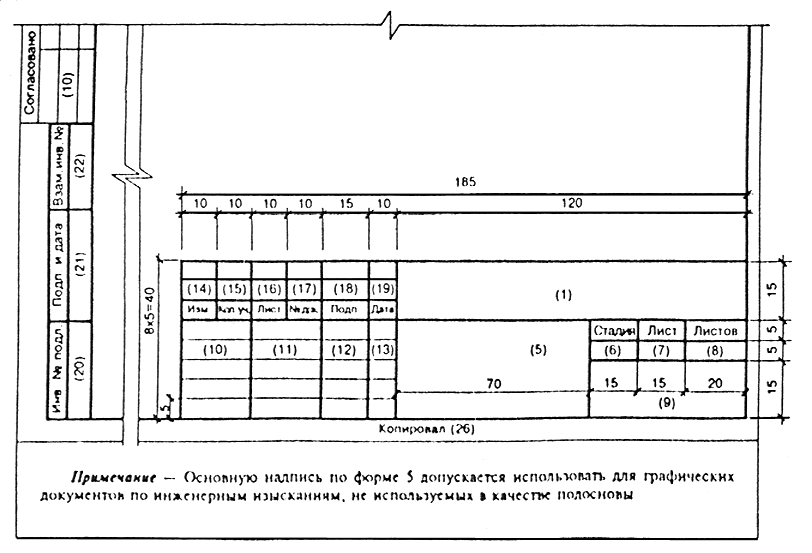 Согласовано
(10)
Взам. инв. №
(22)
Подп. и дата
(21)
Инв. № подл.
(20)
185
10 10 10 10 15 10 120
8х5=40
5
(14) (15) (16) (17) (18) (19)
Изм. Кол.уч. Лист №док. Подп. Дата
(10) (11) (12) (13)
(1)
(5)
Стадия Лист Листов
(6) (7) (8)
70 15 15 20
(9)
15
5
5
15
Копировал (26)
Примечание — Основную надпись по форме 5 допускается использовать для графических
документов по инженерным изысканиям, не используемых в качестве подосновы